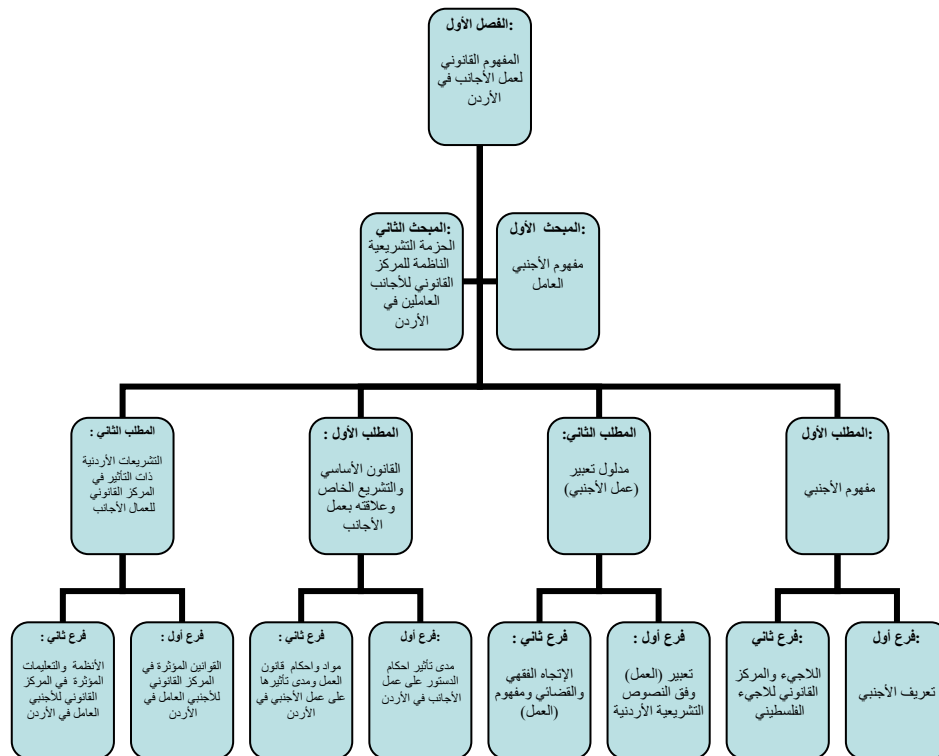 الفصل الأول:
المفهوم القانوني
لعمل الأجانب في
الأردن
المبحث الأول:
مفهوم الأجنبي
العامل
المبحث الثاني:
الحزمة التشريعية
الناظمة للمركز
القانوني للأجانب
العاملين في
الأردن
المطلب الأول:
مفهوم الأجنبي
المطلب الثاني:
مدلول تعبير
(عمل الأجنبي)
المطلب الأول :
القانون الأساسي
والتشريع الخاص
وعلاقته بعمل
الأجانب
المطلب الثاني :
التشريعات الأردنية
ذات التأثير في
المركز القانوني
للعمال الأجانب
فرع أول:
تعريف الأجنبي
فرع ثاني:
اللاجيء والمركز
القانوني للاجيء
الفلسطيني
فرع أول :
تعبير (العمل)
وفق النصوص
التشريعية الأردنية
فرع ثاني :
الإتجاه الفقهي
والقضائي ومفهوم
(العمل)
فرع أول:
مدى تأثير احكام
الدستور على عمل
الأجانب في الأردن
فرع ثاني :
مواد واحكام قانون
العمل ومدى تأثيرها
على عمل الأجنبي في
الأردن
فرع أول :
القوانين المؤثرة في
المركز القانوني
للأجنبي العامل في
الأردن
فرع ثاني :
الأنظمة والتعليمات
المؤثرة في المركز
القانوني للأجنبي
العامل في الأردن